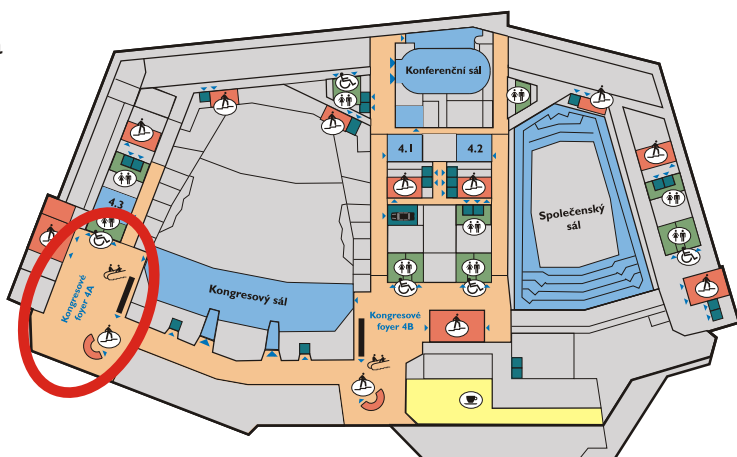 Konferenční sál
4.1
4.2
4.3
Společenský
sál
Kongresový sál
Kongresové
foyer 4A
Kongresové
foyer 4B